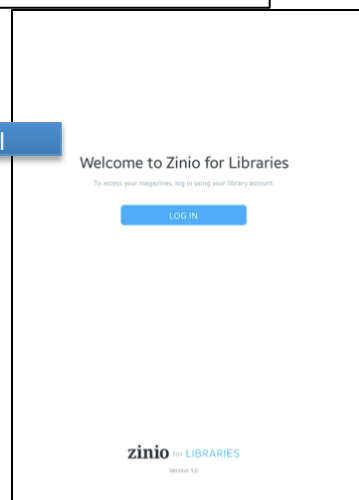 Welcome to Zinio for Libraries
To access your magazines, log in using your library account.
LOG IN
zinio for LIBRARIES
Version 1.0